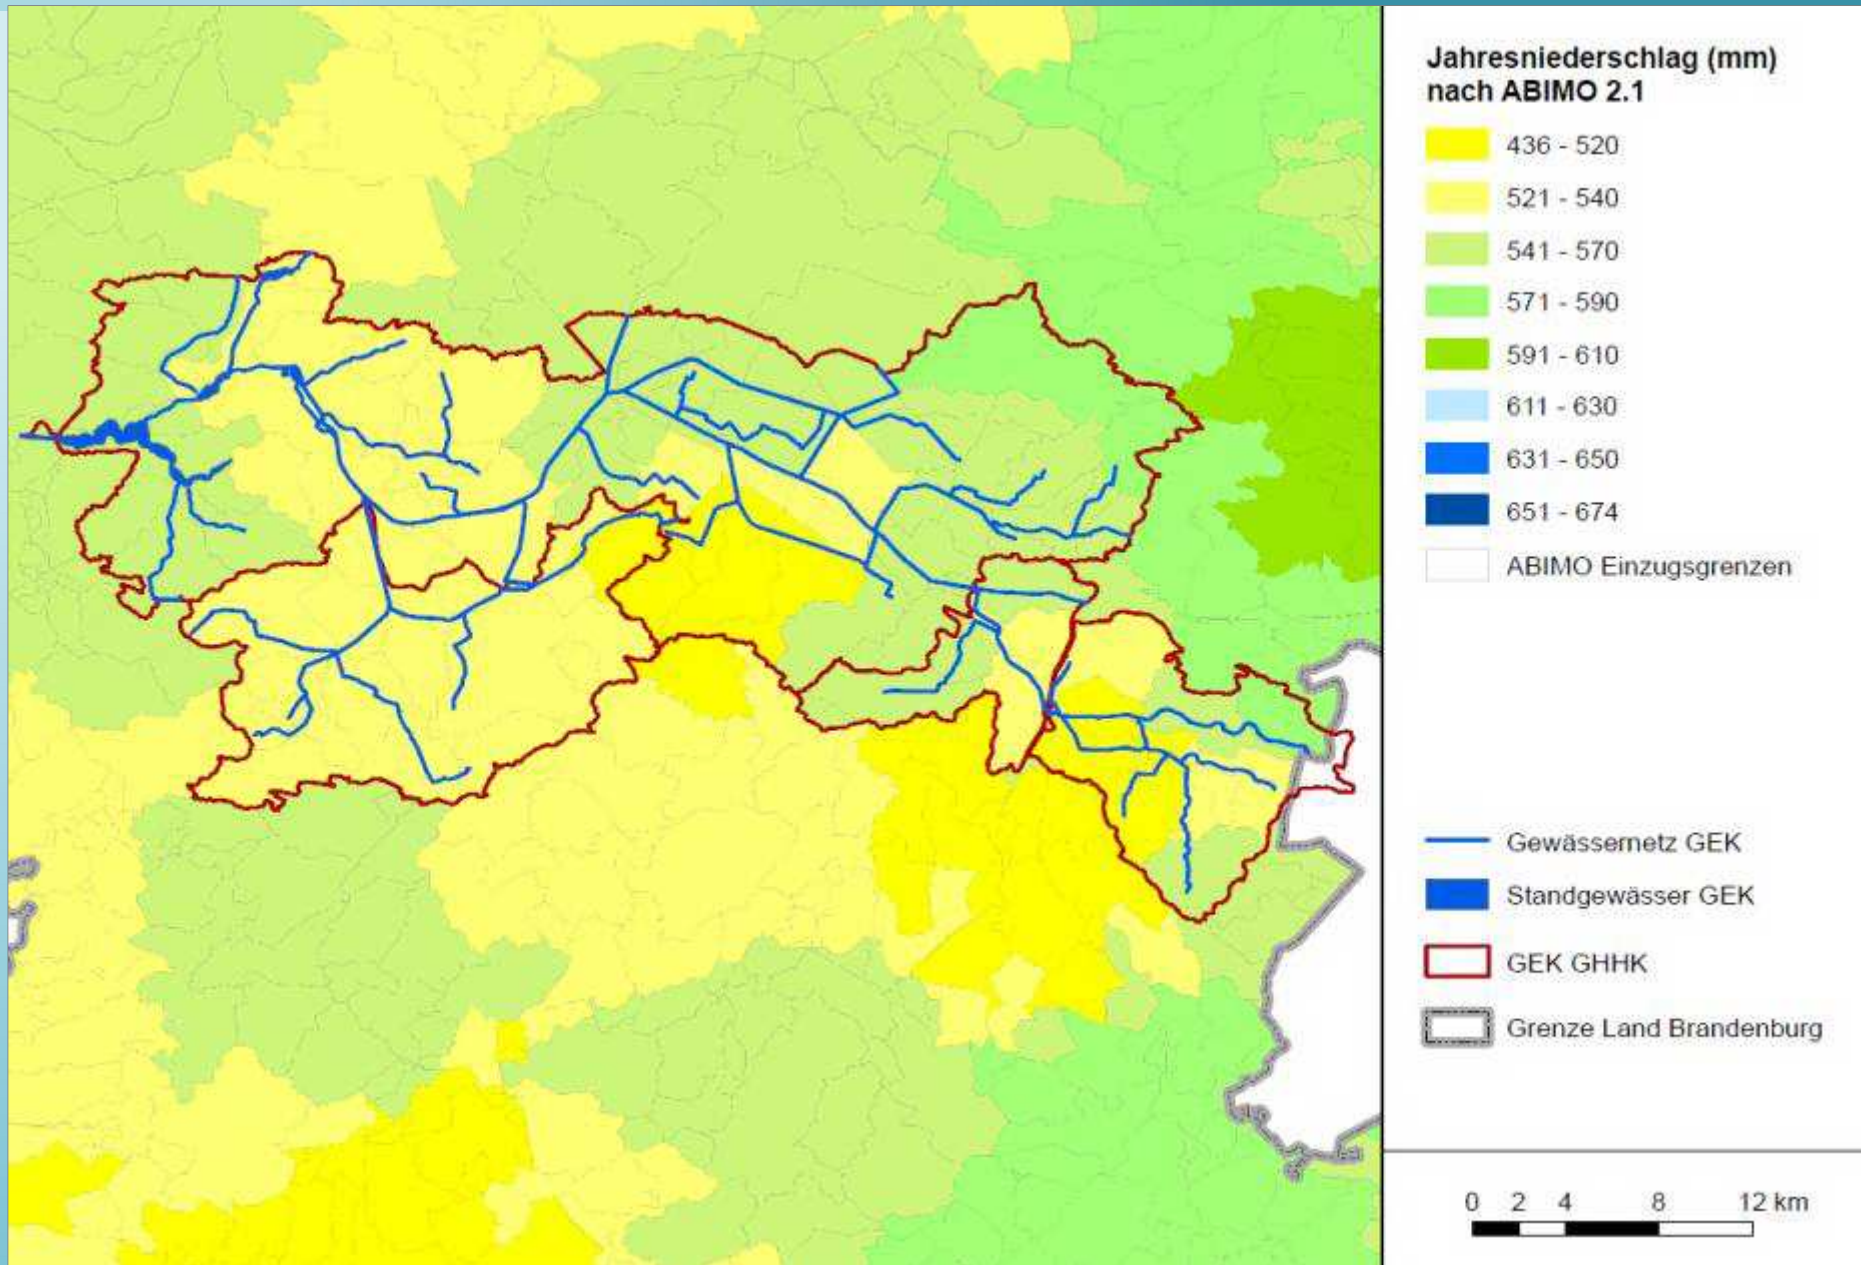 Jahresniederschlag (mm)
nach ABIMO 2.1
436 - 520
521 - 540
541 - 570
571 - 590
591 - 610
611 - 630
631 - 650
651 - 674
ABIMO Einzugsgrenzen
Gewässernetz GEK
Standgewässer GEK
GEK GHHK
Grenze Land Brandenburg
0 2 4 8 12 km